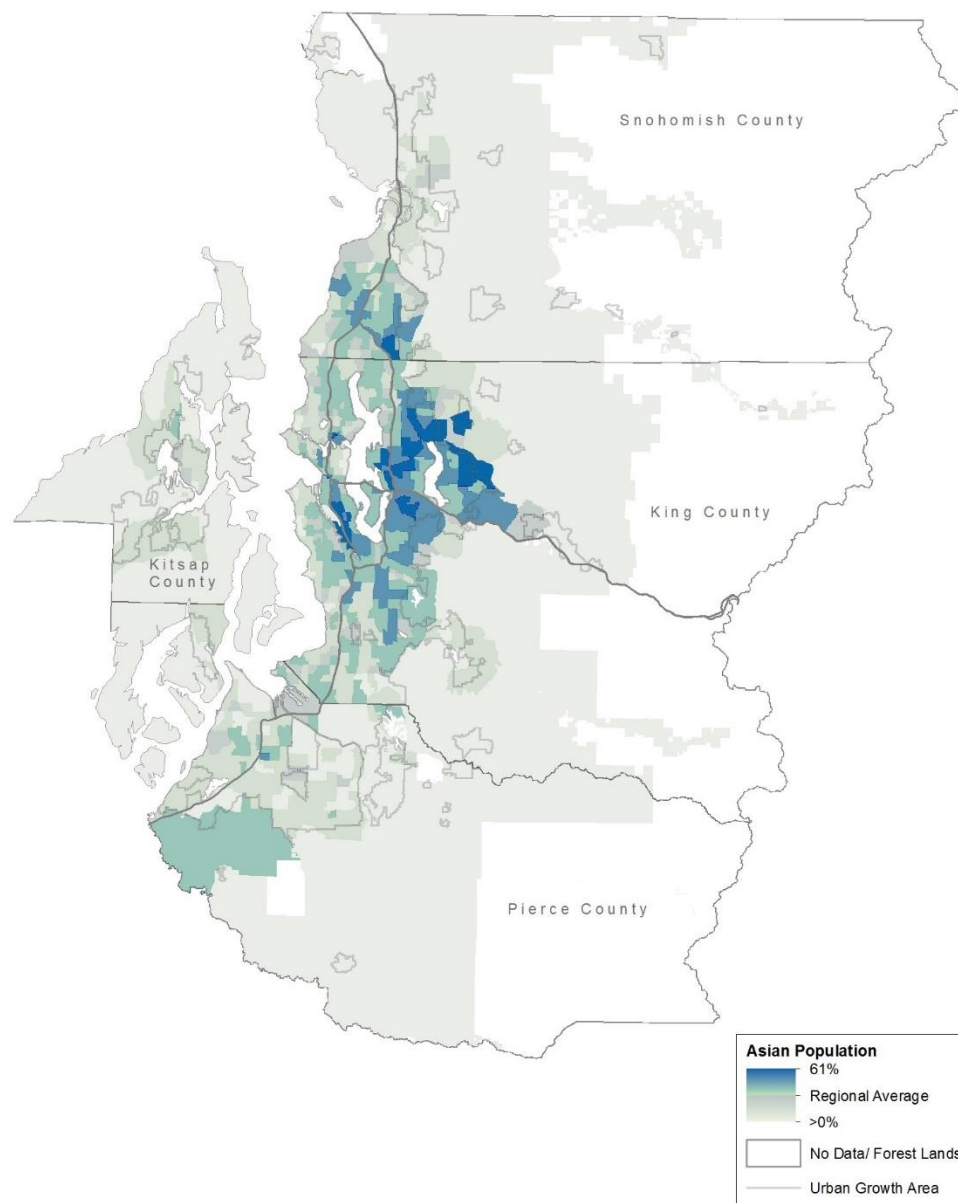 Snohomish County
King County
Kitsap
County
Pierce County
Asian Population
61%
Regional Average
>0%
No Data/ Forest Lands
Urban Growth Area